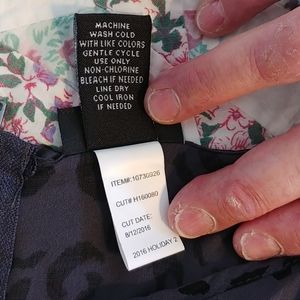 MACHINE
WASH COLD
WITH LIKE COLORS
GENTLE CYCLE
USE ONLY
NON-CHLORINE
BLEACH IF NEEDED
LINE DRY
COOL IRON
IF NEEDED
ITEM#: 10730926
CUT# H160080
CUT DATE:
8/12/2016
2016 HOLIDAY 2